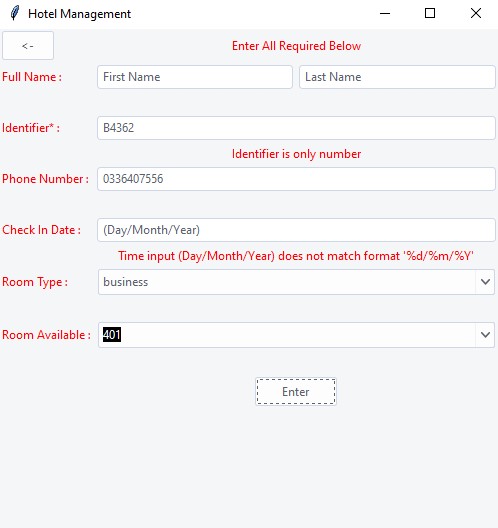 Hotel Management
<- Enter All Required Below
Full Name : First Name Last Name
Identifier* : B4362
Identifier is only number
Phone Number : 0336407556
Check In Date : (Day/Month/Year)
Time input (Day/Month/Year) does not match format '%d/%m/%Y'
Room Type : business
Room Available : 401
Enter